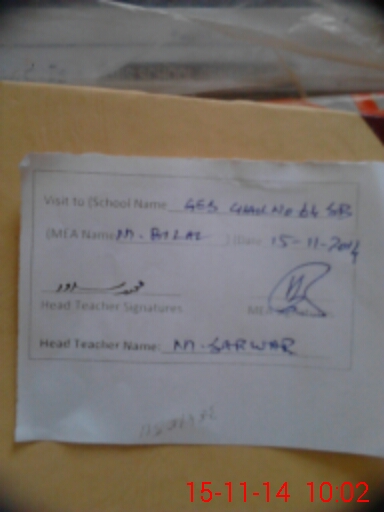 Visit to (School Name GES CHAK No 64 SB
(MEA Name M. BILAL ) (Date 15-11-2014
Head Teacher Signatures
Head Teacher Name: M. SARWAR
15-11-14 10:02